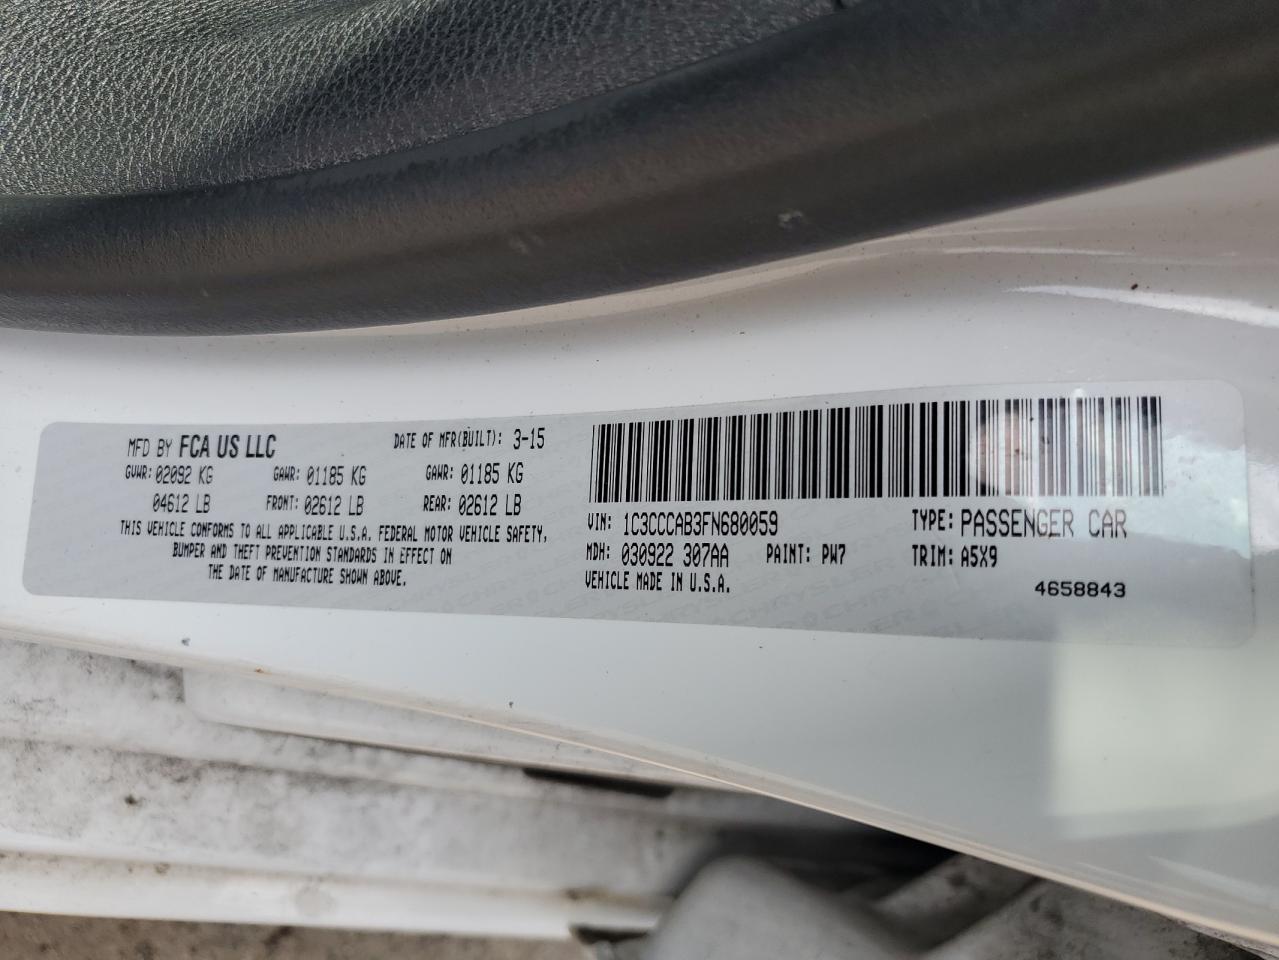 MFD BY FCA US LLC DATE OF MFR(BUILT): 3-15
GVWR: 02092 KG GAWR: 01185 KG GAWR: 01185 KG
04612 LB FRONT: 02612 LB REAR: 02612 LB
THIS VEHICLE CONFORMS TO ALL APPLICABLE U.S.A. FEDERAL MOTOR VEHICLE SAFETY,
BUMPER AND THEFT PREVENTION STANDARDS IN EFFECT ON
THE DATE OF MANUFACTURE SHOWN ABOVE.
VIN: 1C3CCCAB3FN680059 TYPE: PASSENGER CAR
MDH: 030922 307AA PAINT: PW7 TRIM: A5X9
VEHICLE MADE IN U.S.A.
4658843